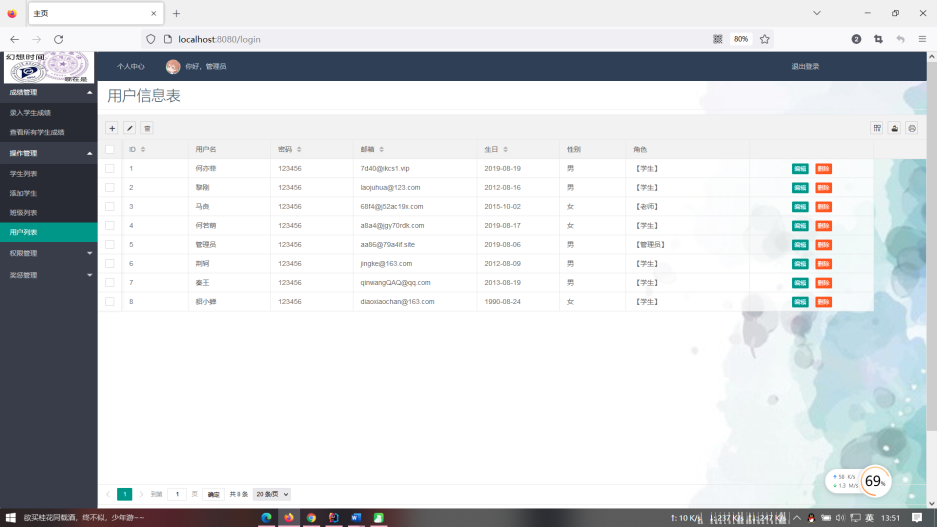 主页
localhost:8080/login
80%
幻想时间
现在是
个人中心
你好，管理员
退出登录
成绩管理
录入学生成绩
查看所有学生成绩
操作管理
学生列表
添加学生
班级列表
用户列表
权限管理
奖惩管理
用户信息表
ID 用户名 密码 邮箱 生日 性别 角色
1 何亦非 123456 7d40@ikcs1.vip 2019-08-19 男 【学生】 编辑 删除
2 黎刚 123456 laojuhua@123.com 2012-08-16 男 【学生】 编辑 删除
3 马良 123456 68f4@j52ac19x.com 2015-10-02 女 【老师】 编辑 删除
4 何若萌 123456 a8a4@jgy70rdk.com 2019-08-17 女 【学生】 编辑 删除
5 管理员 123456 aa86@79a4if.site 2019-08-06 男 【管理员】 编辑 删除
6 荆轲 123456 jingke@163.com 2012-08-09 男 【学生】 编辑 删除
7 秦王 123456 qinwangQAQ@qq.com 2013-08-19 男 【学生】 编辑 删除
8 貂小蝉 123456 diaoxiaochan@163.com 1990-08-24 女 【学生】 编辑 删除
1 到第 1 页 确定 共 8 条 20 条/页
↑ 58 K/s
↓ 1.3 M/s
69%
欲买桂花同载酒，终不似，少年游~~
↑: 10 K/s
英
13:51